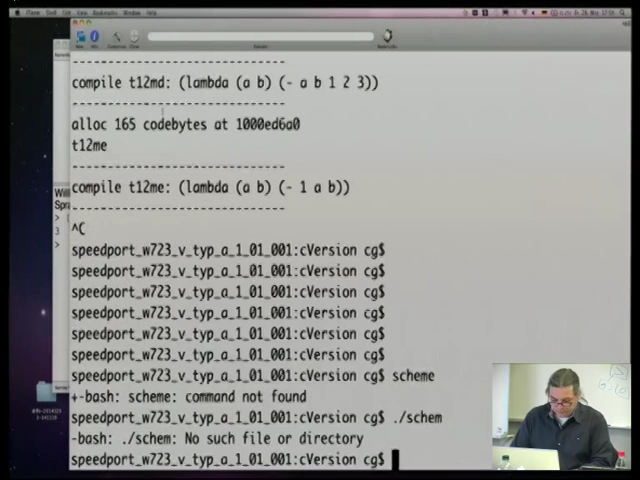 ---------------------------------
compile t12md: (lambda (a b) (- a b 1 2 3))
---------------------------------
alloc 165 codebytes at 1000ed6a0
t12me
---------------------------------
compile t12me: (lambda (a b) (- 1 a b))
---------------------------------
^C
speedport_w723_v_typ_a_1_01_001:cVersion cg$
speedport_w723_v_typ_a_1_01_001:cVersion cg$
speedport_w723_v_typ_a_1_01_001:cVersion cg$
speedport_w723_v_typ_a_1_01_001:cVersion cg$
speedport_w723_v_typ_a_1_01_001:cVersion cg$
speedport_w723_v_typ_a_1_01_001:cVersion cg$
speedport_w723_v_typ_a_1_01_001:cVersion cg$ scheme
+-bash: scheme: command not found
speedport_w723_v_typ_a_1_01_001:cVersion cg$ ./schem
-bash: ./schem: No such file or directory
speedport_w723_v_typ_a_1_01_001:cVersion cg$
Will
Spra
> [
3
>